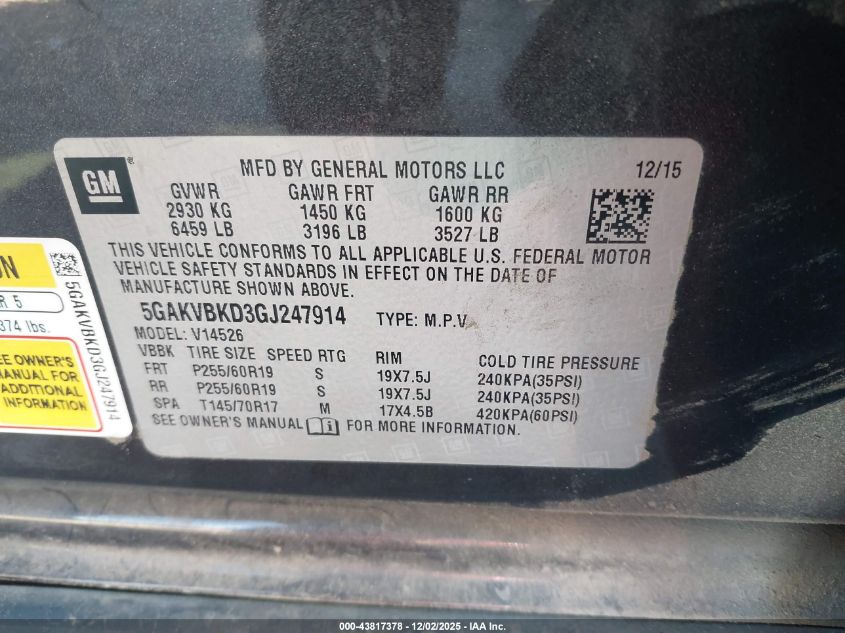 GM
®
MFD BY GENERAL MOTORS LLC 12/15
GVWR GAWR FRT GAWR RR
2930 KG 1450 KG 1600 KG
6459 LB 3196 LB 3527 LB
THIS VEHICLE CONFORMS TO ALL APPLICABLE U.S. FEDERAL MOTOR
VEHICLE SAFETY STANDARDS IN EFFECT ON THE DATE OF
MANUFACTURE SHOWN ABOVE.
5GAKVBKD3GJ247914 TYPE: M.P.V
MODEL: V14526
VBBK TIRE SIZE SPEED RTG RIM COLD TIRE PRESSURE
FRT P255/60R19 S 19X7.5J 240KPA(35PSI)
RR P255/60R19 S 19X7.5J 240KPA(35PSI)
SPA T145/70R17 M 17X4.5B 420KPA(60PSI)
SEE OWNER'S MANUAL FOR MORE INFORMATION.
ON
R 5
374 lbs.
EE OWNER'S
MANUAL FOR
ADDITIONAL
INFORMATION
5GAKVBKD3GJ247914
000-43817378 - 12/02/2025 - IAA Inc.